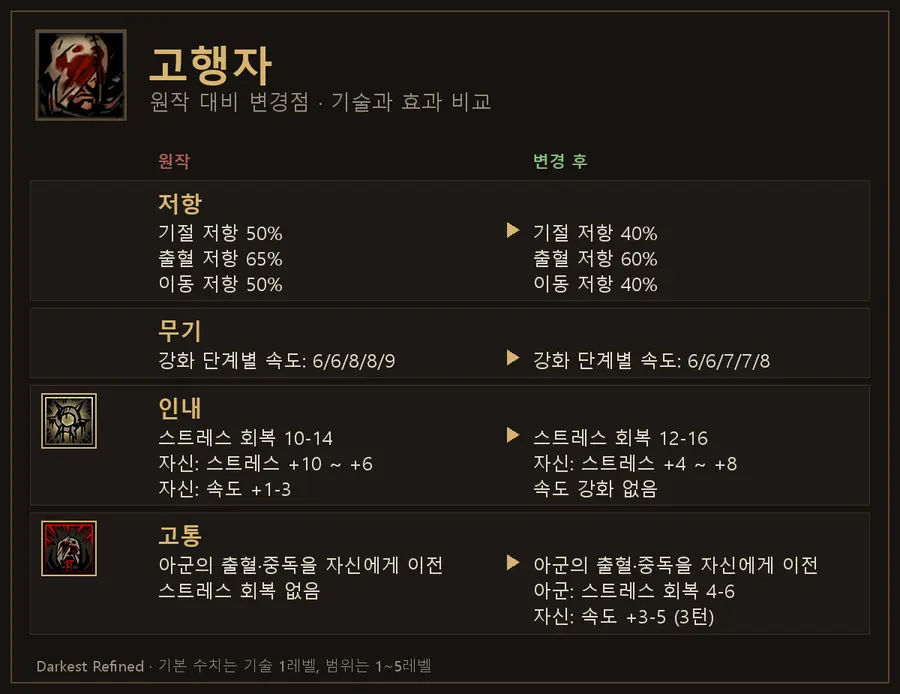 고행자
원작 대비 변경점 · 기술과 효과 비교
원작
변경 후
저항
기절 저항 50%
출혈 저항 65%
이동 저항 50%
기절 저항 40%
출혈 저항 60%
이동 저항 40%
무기
강화 단계별 속도: 6/6/8/8/9
강화 단계별 속도: 6/6/7/7/8
인내
스트레스 회복 10-14
자신: 스트레스 +10 ~ +6
자신: 속도 +1-3
스트레스 회복 12-16
자신: 스트레스 +4 ~ +8
속도 강화 없음
고통
아군의 출혈·중독을 자신에게 이전
스트레스 회복 없음
아군의 출혈·중독을 자신에게 이전
아군: 스트레스 회복 4-6
자신: 속도 +3-5 (3턴)
Darkest Refined · 기본 수치는 기술 1레벨, 범위는 1~5레벨